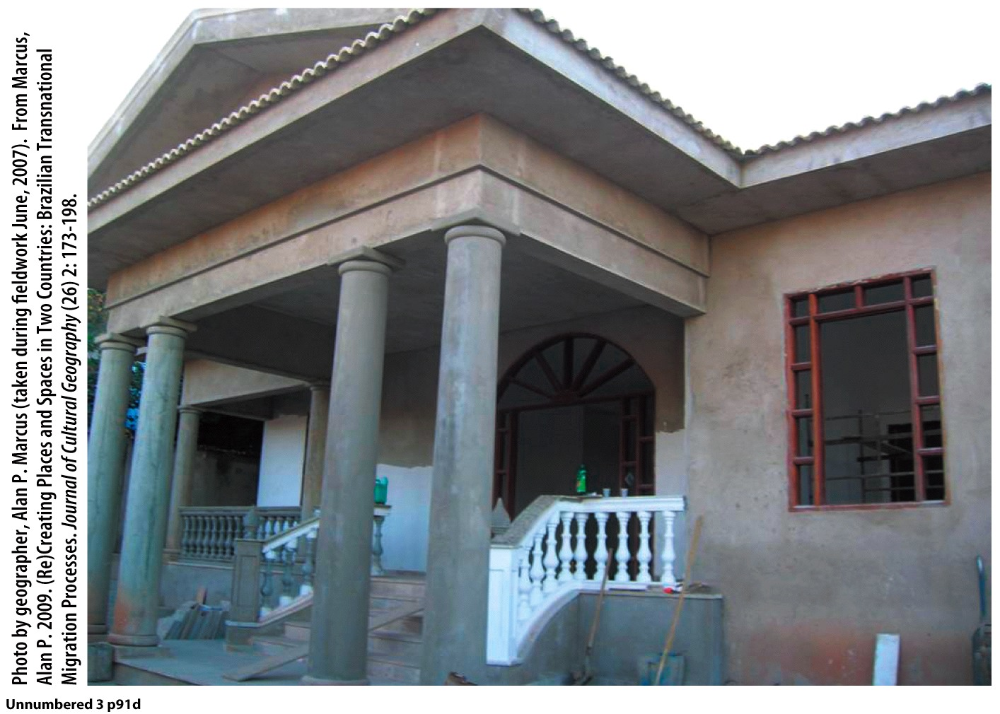 Photo by geographer, Alan P. Marcus (taken during fieldwork June, 2007).  From Marcus,
Alan P. 2009. (Re)Creating Places and Spaces in Two Countries: Brazilian Transnational
Migration Processes. Journal of Cultural Geography (26) 2: 173-198.
Unnumbered 3 p91d